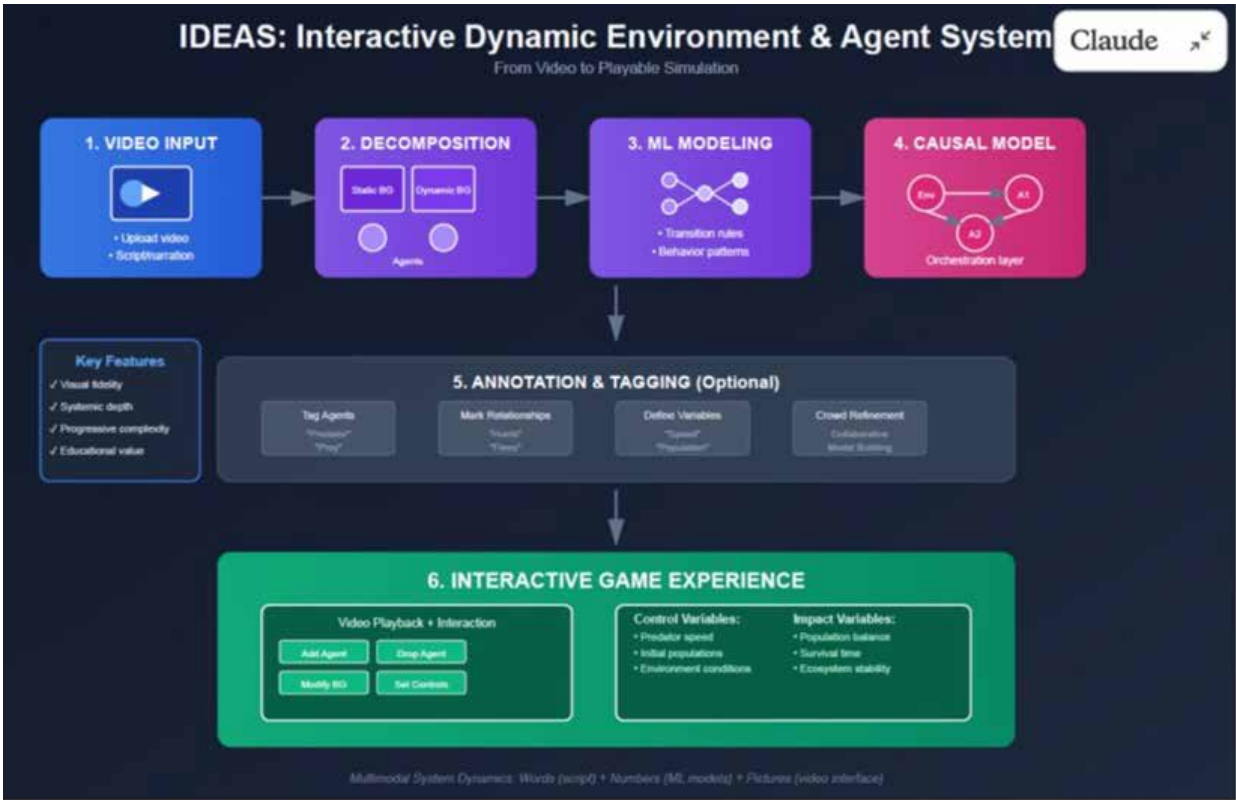 IDEAS: Interactive Dynamic Environment & Agent System
Claude
From Video to Playable Simulation
1. VIDEO INPUT
• Upload video
• Script/narration
2. DECOMPOSITION
Static BG
Dynamic BG
Agents
3. ML MODELING
• Transition rules
• Behavior patterns
4. CAUSAL MODEL
Env
A1
A2
Orchestration layer
Key Features
✓ Visual fidelity
✓ Systemic depth
✓ Progressive complexity
✓ Educational value
5. ANNOTATION & TAGGING (Optional)
Tag Agents
"Predator"
"Prey"
Mark Relationships
"Hunts"
"Flees"
Define Variables
"Speed"
"Population"
Crowd Refinement
Collaborative
Model Building
6. INTERACTIVE GAME EXPERIENCE
Video Playback + Interaction
Add Agent
Drop Agent
Modify BG
Set Controls
Control Variables:
• Predator speed
• Initial populations
• Environment conditions
Impact Variables:
• Population balance
• Survival time
• Ecosystem stability
Multimodal System Dynamics: Words (script) + Numbers (ML models) + Pictures (video interface)